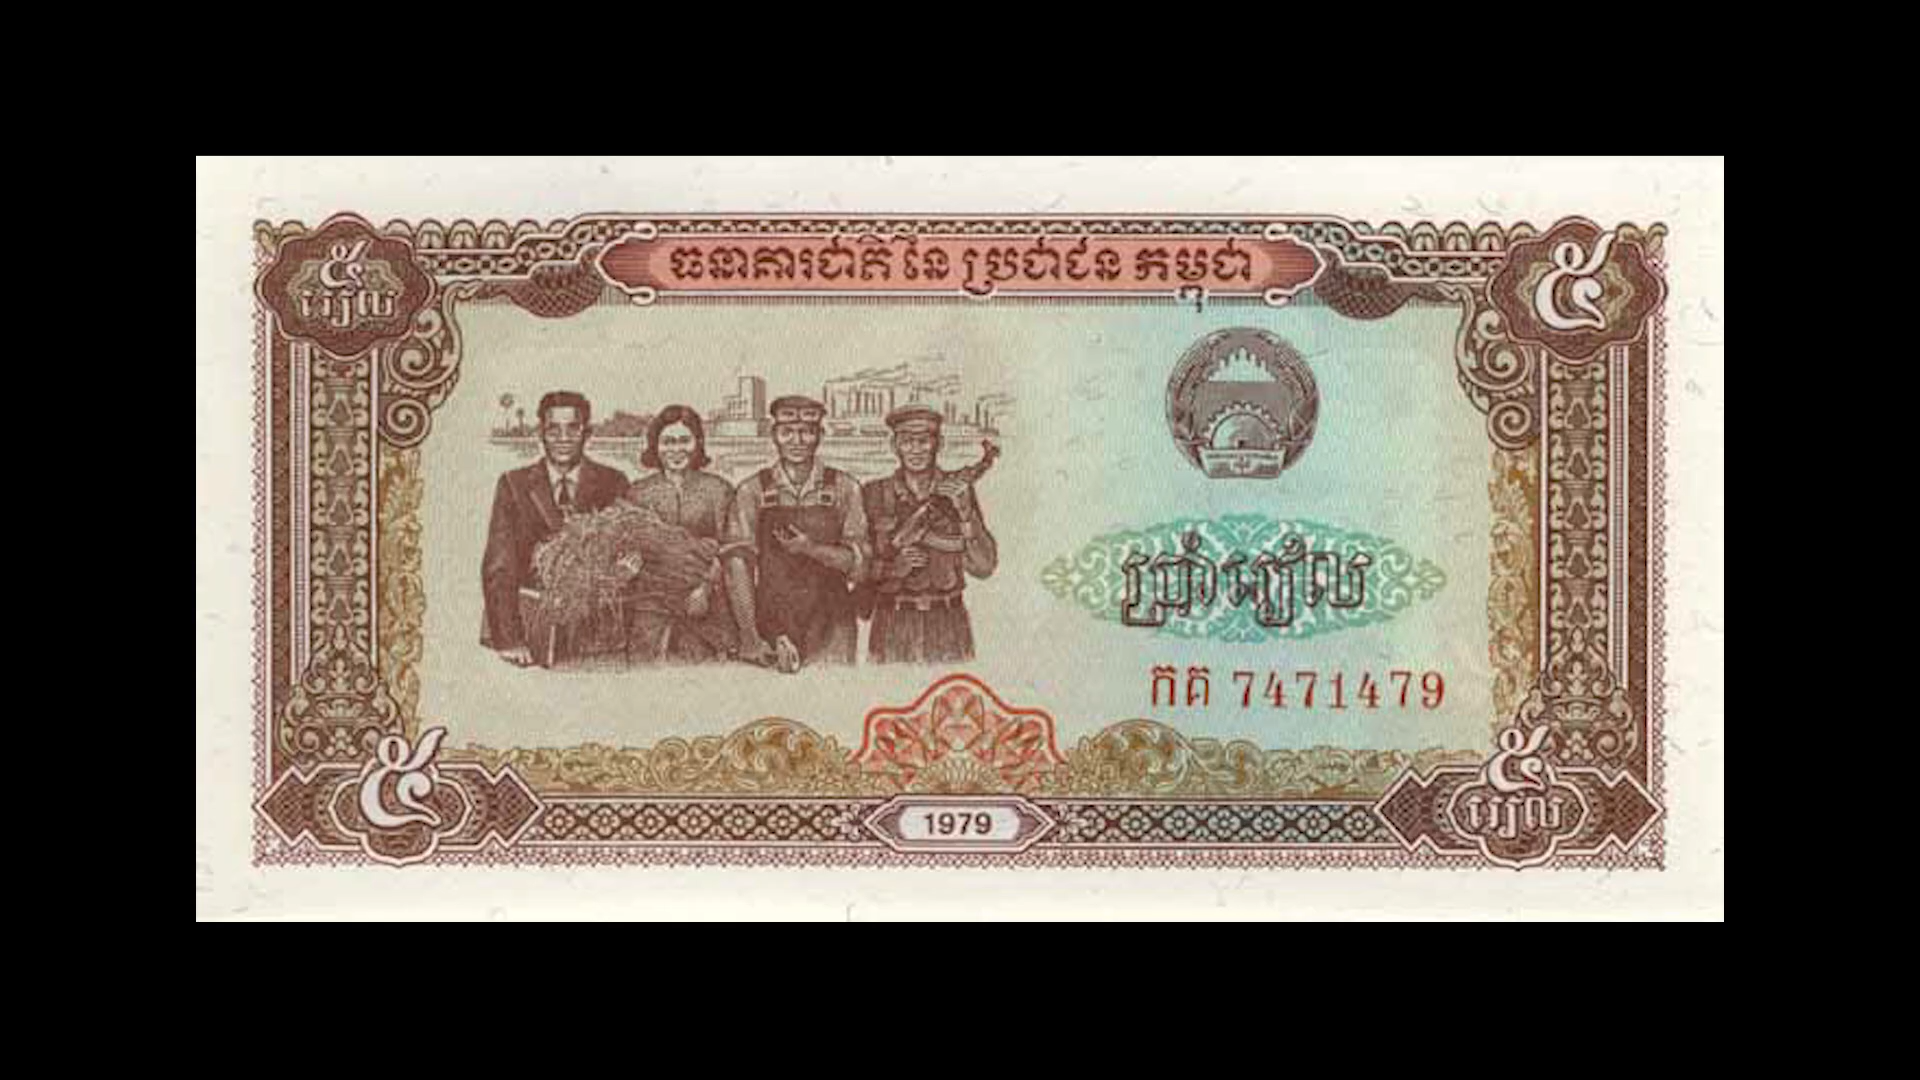 ធនាគារជាតិ នៃ ប្រជាជន កម្ពុជា
៥
រៀល
៥
ប្រាំរៀល
កគ 7471479
៥
1979
៥
រៀល